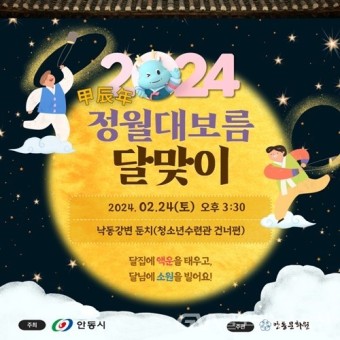 2024
甲辰年
정월대보름
달맞이
2024. 02.24(토) 오후 3:30
낙동강변 둔치(청소년수련관 건너편)
달집에 액운을 태우고,
달님에 소원을 빌어요!
주최 안동시 주관 안동문화원